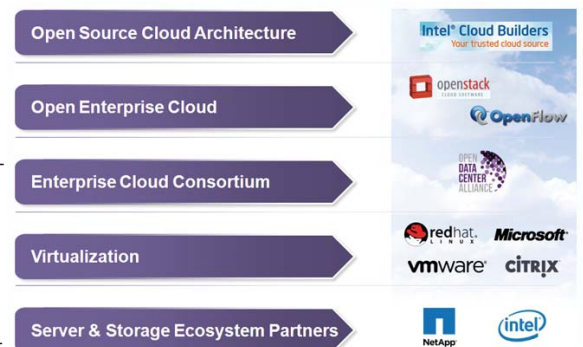 Open Source Cloud Architecture
Intel® Cloud Builders
Your trusted cloud source
Open Enterprise Cloud
openstack
CLOUD SOFTWARE
OpenFlow
Enterprise Cloud Consortium
OPEN
DATA
CENTER
ALLIANCE
Virtualization
redhat.
LINUX
Microsoft
vmware®
CITRIX
Server & Storage Ecosystem Partners
NetApp
intel